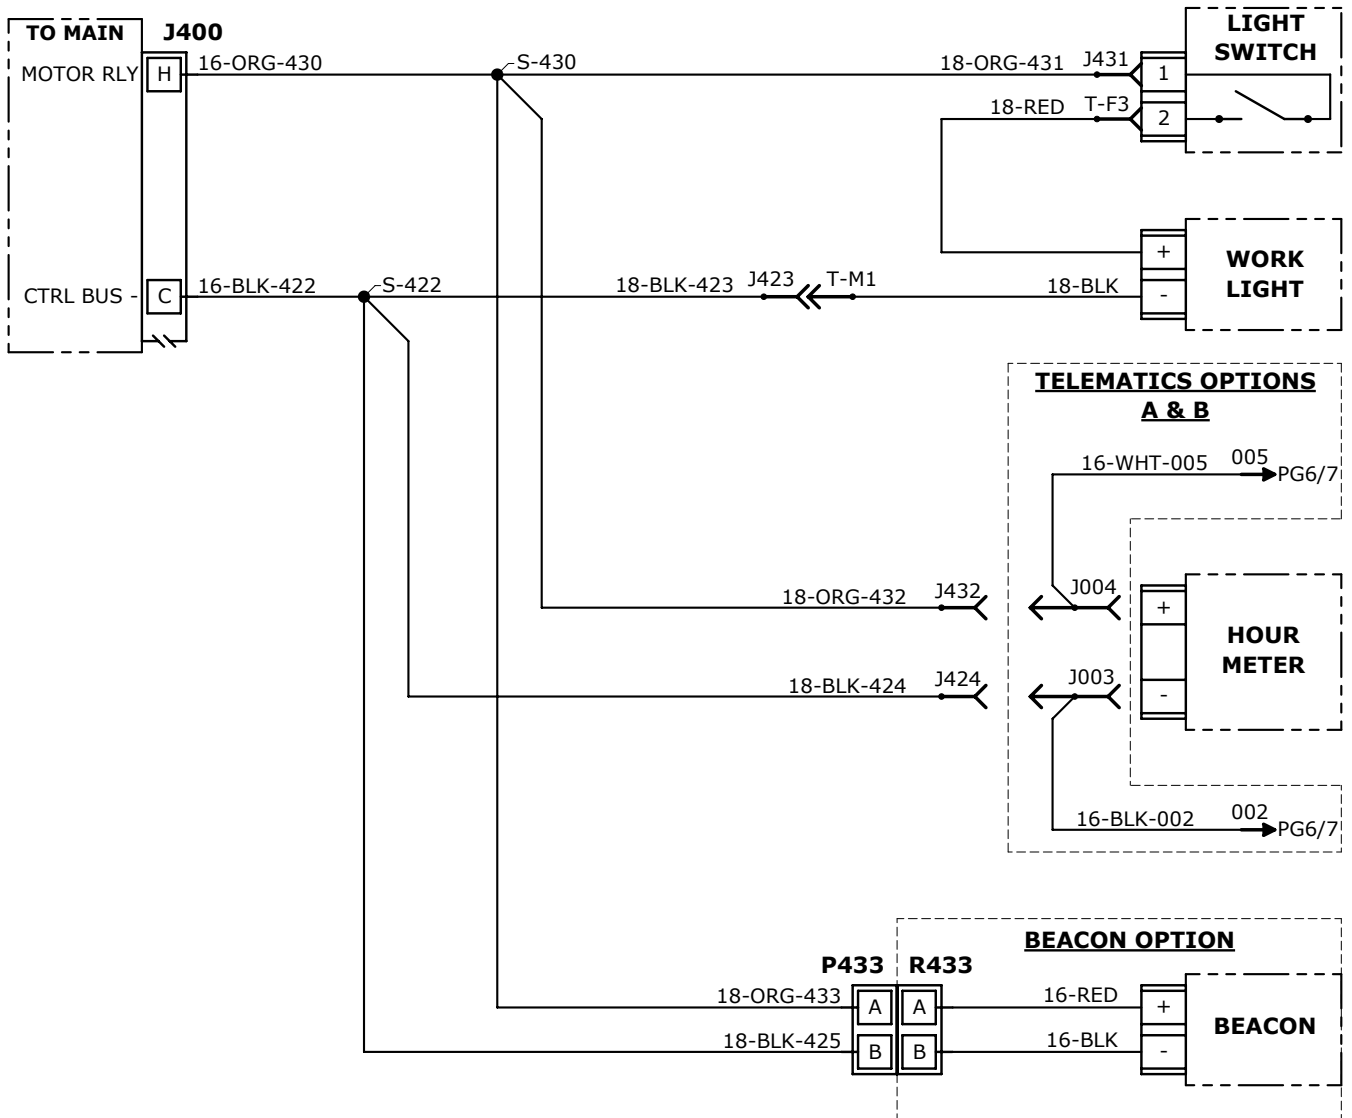 TO MAIN
J400
MOTOR RLY
H
16-ORG-430
S-430
18-ORG-431
J431
1
LIGHT
SWITCH
18-RED
T-F3
2
CTRL BUS -
C
16-BLK-422
S-422
18-BLK-423
J423
T-M1
18-BLK
+
-
WORK
LIGHT
TELEMATICS OPTIONS
A & B
16-WHT-005
005
PG6/7
18-ORG-432
J432
J004
+
HOUR
METER
18-BLK-424
J424
J003
-
16-BLK-002
002
PG6/7
BEACON OPTION
P433
R433
18-ORG-433
A
A
16-RED
+
BEACON
18-BLK-425
B
B
16-BLK
-